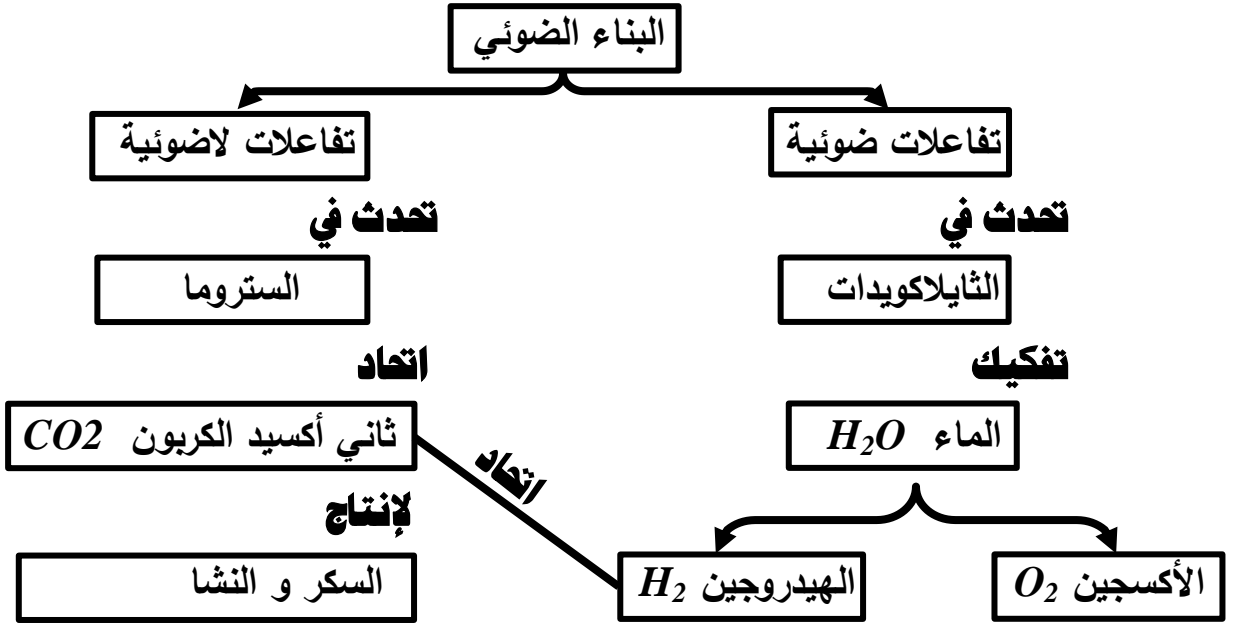 البناء الضوئي
تفاعلات ضوئية
تفاعلات لاضوئية
تحدث في
تحدث في
الثايلاكويدات
الستروما
تفكيك
اتحاد
الماء H₂O
ثاني أكسيد الكربون CO2
اتحاد
لإنتاج
الأكسجين O₂
الهيدروجين H₂
السكر و النشا